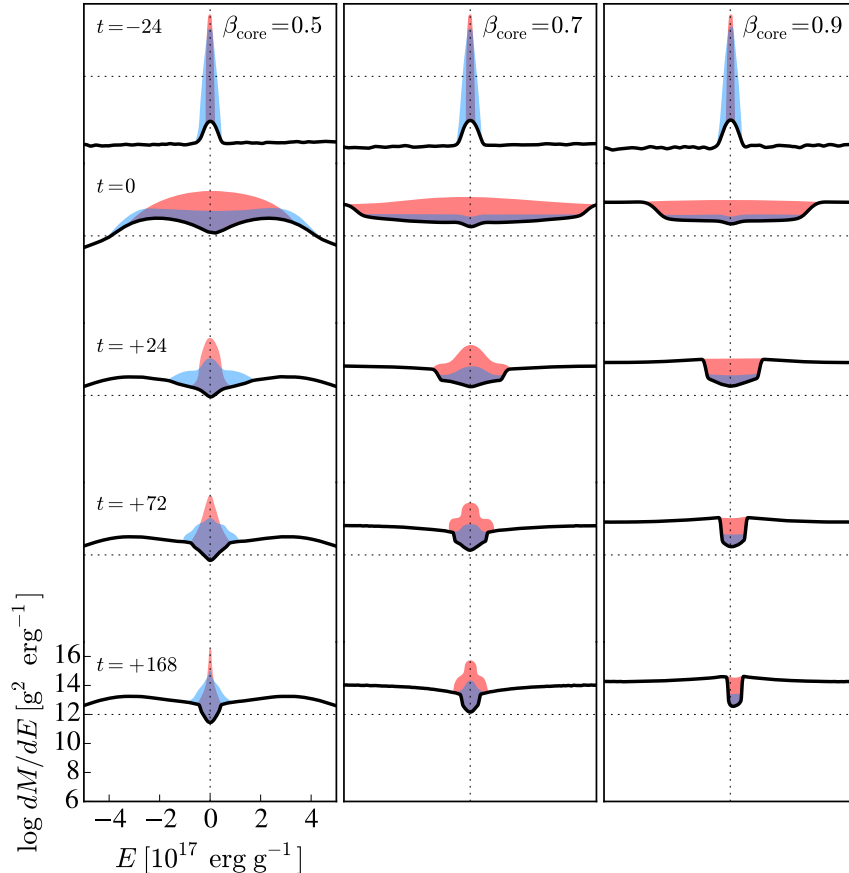 t = −24
β_core = 0.5
β_core = 0.7
β_core = 0.9
t = 0
t = +24
t = +72
t = +168
16
14
12
10
8
6
log dM/dE [g² erg⁻¹]
−4 −2 0 2 4
E [10¹⁷ erg g⁻¹]